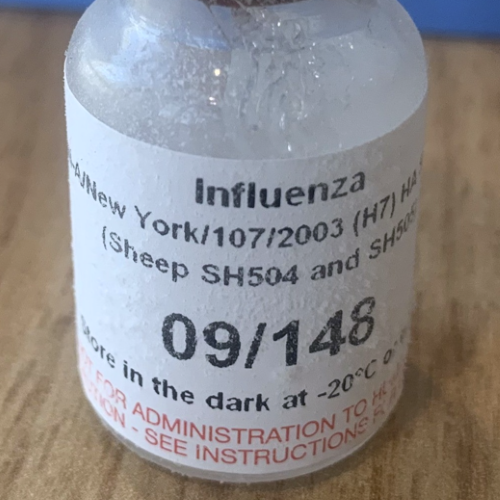 Influenza
A/New York/107/2003 (H7) HA
(Sheep SH504 and SH505
09/148
Store in the dark at -20°C
FOR ADMINISTRATION TO
- SEE INSTRUCTIONS